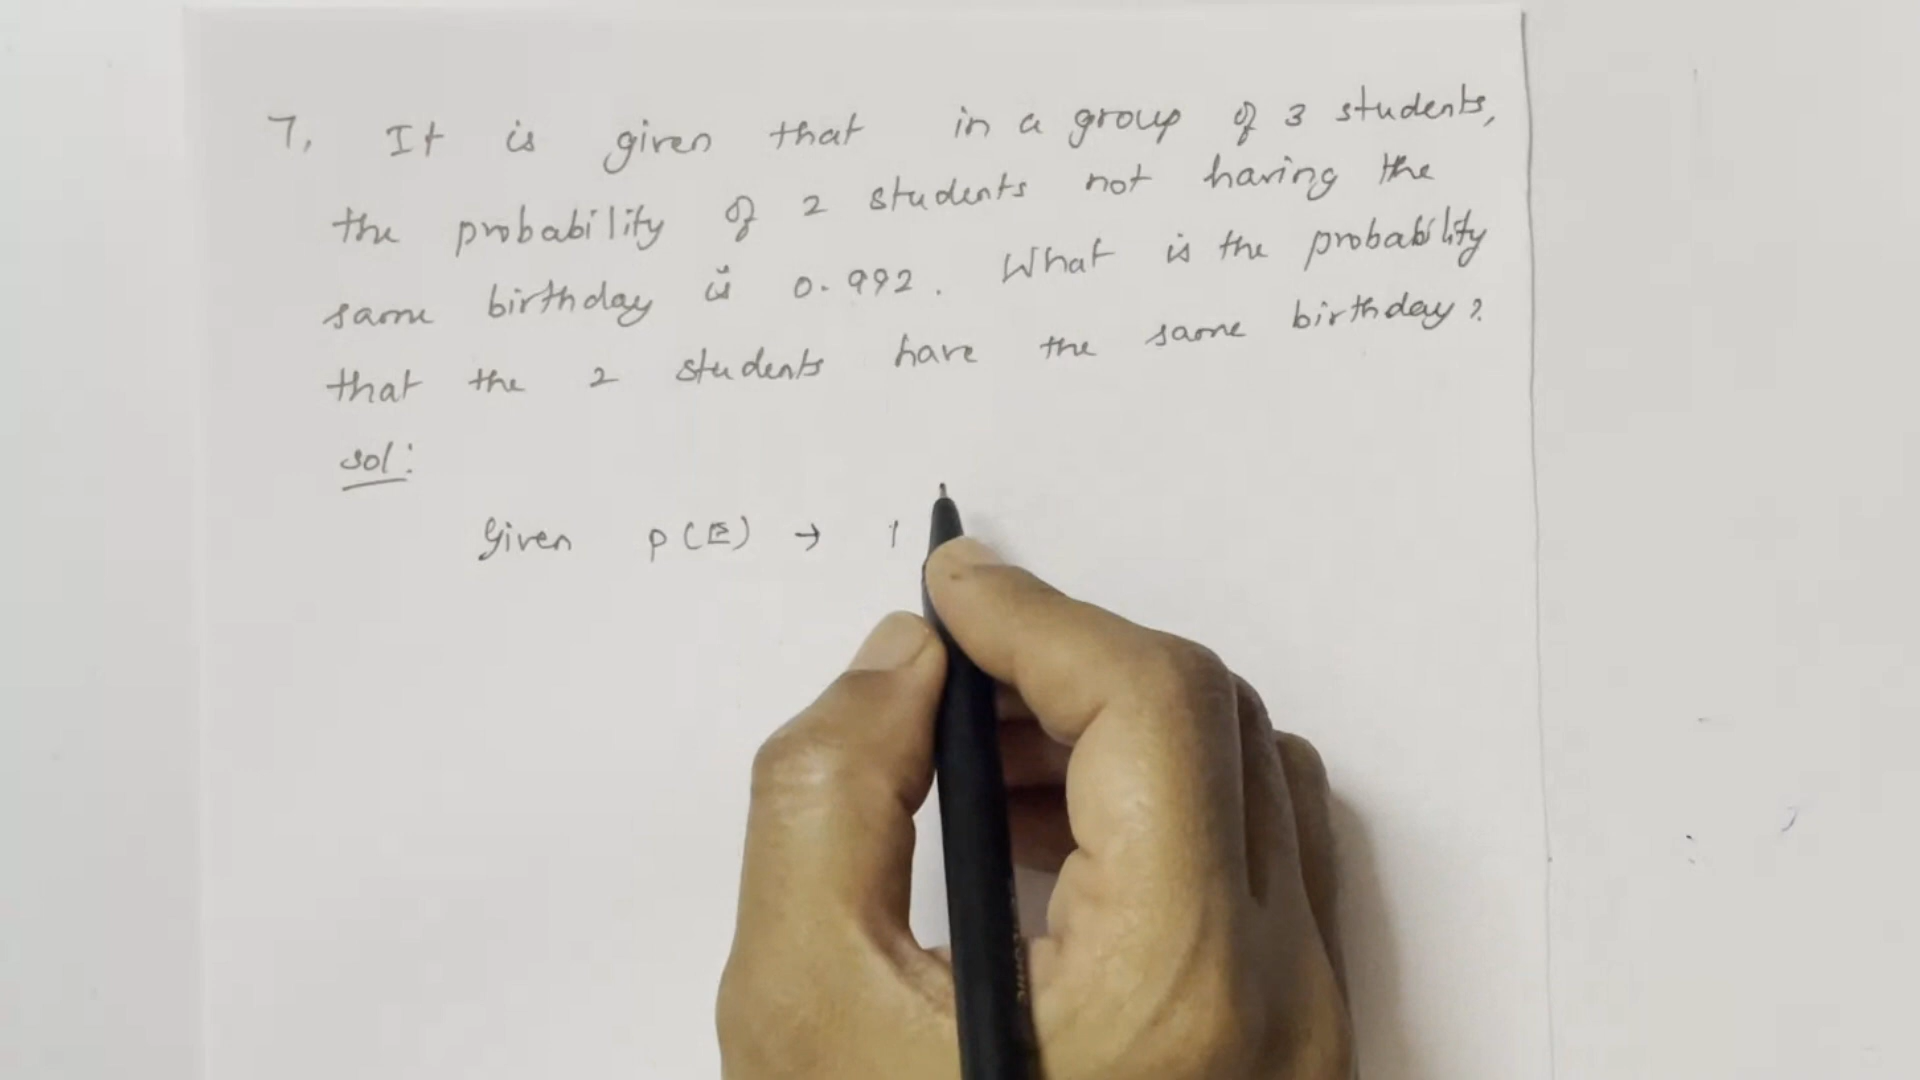 7. It is given that in a group of 3 students,
the probability of 2 students not having the
same birthday is 0.992. What is the probability
that the 2 students have the same birthday?
Sol:
Given P(E) →